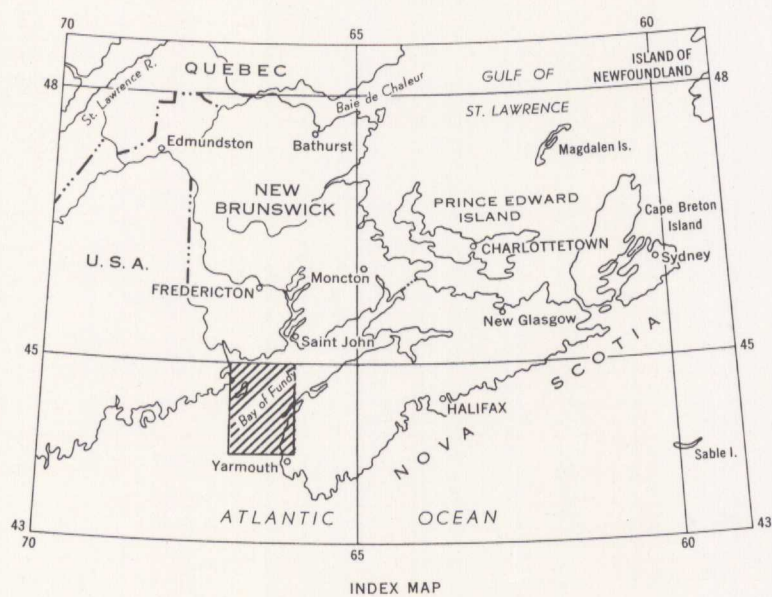 70
65
60
QUEBEC
GULF OF
ISLAND OF
NEWFOUNDLAND
48
48
St. Lawrence R.
Baie de Chaleur
ST. LAWRENCE
Edmundston
Bathurst
Magdalen Is.
NEW
BRUNSWICK
PRINCE EDWARD
ISLAND
Cape Breton
Island
CHARLOTTETOWN
Sydney
U.S.A.
Moncton
FREDERICTON
New Glasgow
Saint John
45
45
Bay of Fundy
NOVA SCOTIA
HALIFAX
Yarmouth
Sable I.
ATLANTIC OCEAN
43
43
70
65
60
INDEX MAP